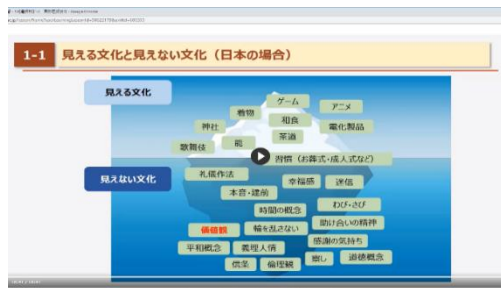 1-1 見える文化と見えない文化（日本の場合）
見える文化
ゲーム
アニメ
着物
和食
神社
電化製品
茶道
能
歌舞伎
習慣（お葬式・成人式など）
見えない文化
礼儀作法
幸福感
迷信
本音・建前
時間の概念
わび・さび
価値観
輪を乱さない
助け合いの精神
平和概念
義理人情
感謝の気持ち
信条
倫理観
癒し
道徳概念